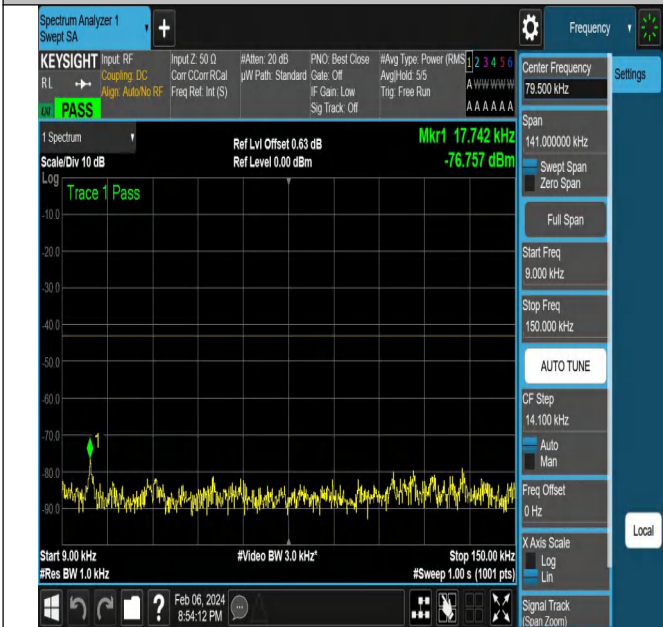 Spectrum Analyzer 1
Swept SA
+
Frequency
KEYSIGHT
RL
PASS
Input: RF
Coupling: DC
Align: Auto/No RF
Input Z: 50 Ω
Corr CCorr RCal
Freq Ref: Int (S)
#Atten: 20 dB
µW Path: Standard
PNO: Best Close
Gate: Off
IF Gain: Low
Sig Track: Off
#Avg Type: Power (RMS
Avg|Hold: 5/5
Trig: Free Run
1 2 3 4 5 6
A W W W W W
A A A A A A
Center Frequency
79.500 kHz
Settings
Span
141.000000 kHz
Swept Span
Zero Span
Full Span
Start Freq
9.000 kHz
Stop Freq
150.000 kHz
AUTO TUNE
CF Step
14.100 kHz
Auto
Man
Freq Offset
0 Hz
X Axis Scale
Log
Lin
Signal Track
(Span Zoom)
Local
1 Spectrum
Scale/Div 10 dB
Ref Lvl Offset 0.63 dB
Ref Level 0.00 dBm
Mkr1 17.742 kHz
-76.757 dBm
Log
Trace 1 Pass
-10.0
-20.0
-30.0
-40.0
-50.0
-60.0
-70.0
-80.0
-90.0
1
Start 9.00 kHz
#Res BW 1.0 kHz
#Video BW 3.0 kHz*
Stop 150.00 kHz
#Sweep 1.00 s (1001 pts)
?
Feb 06, 2024
8:54:12 PM